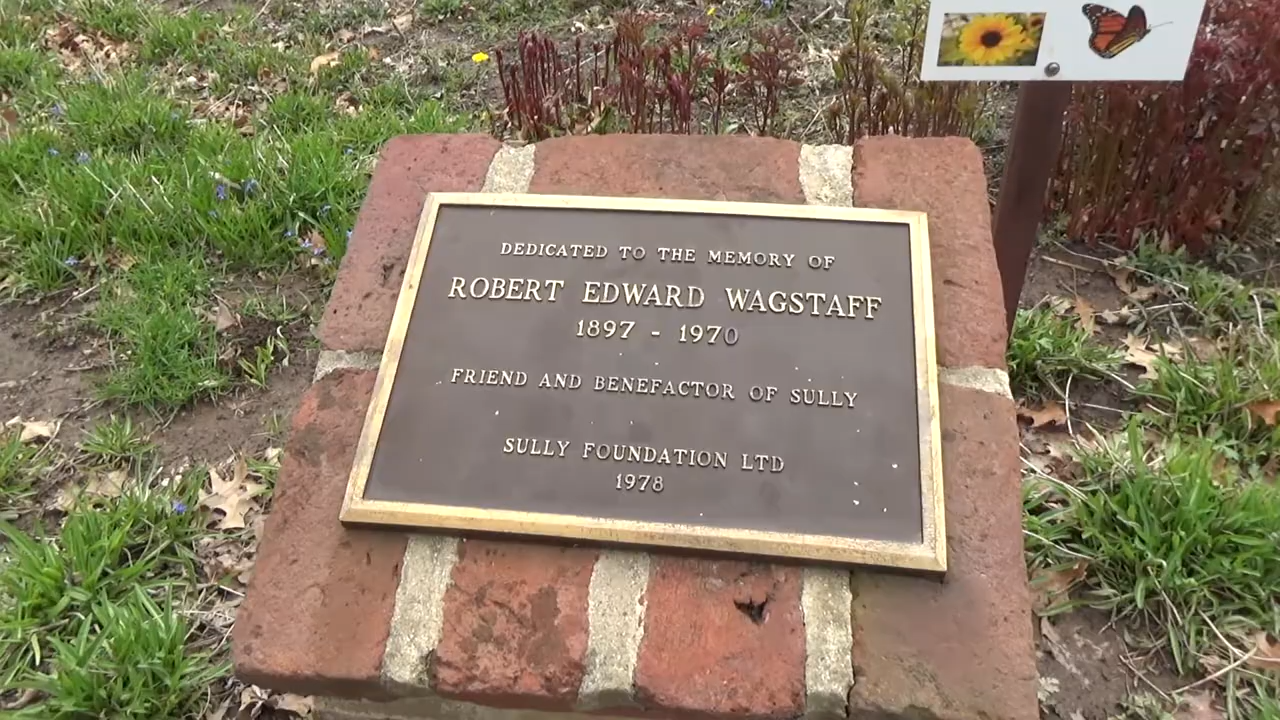 DEDICATED TO THE MEMORY OF
ROBERT EDWARD WAGSTAFF
1897 - 1970
FRIEND AND BENEFACTOR OF SULLY
SULLY FOUNDATION LTD
1978